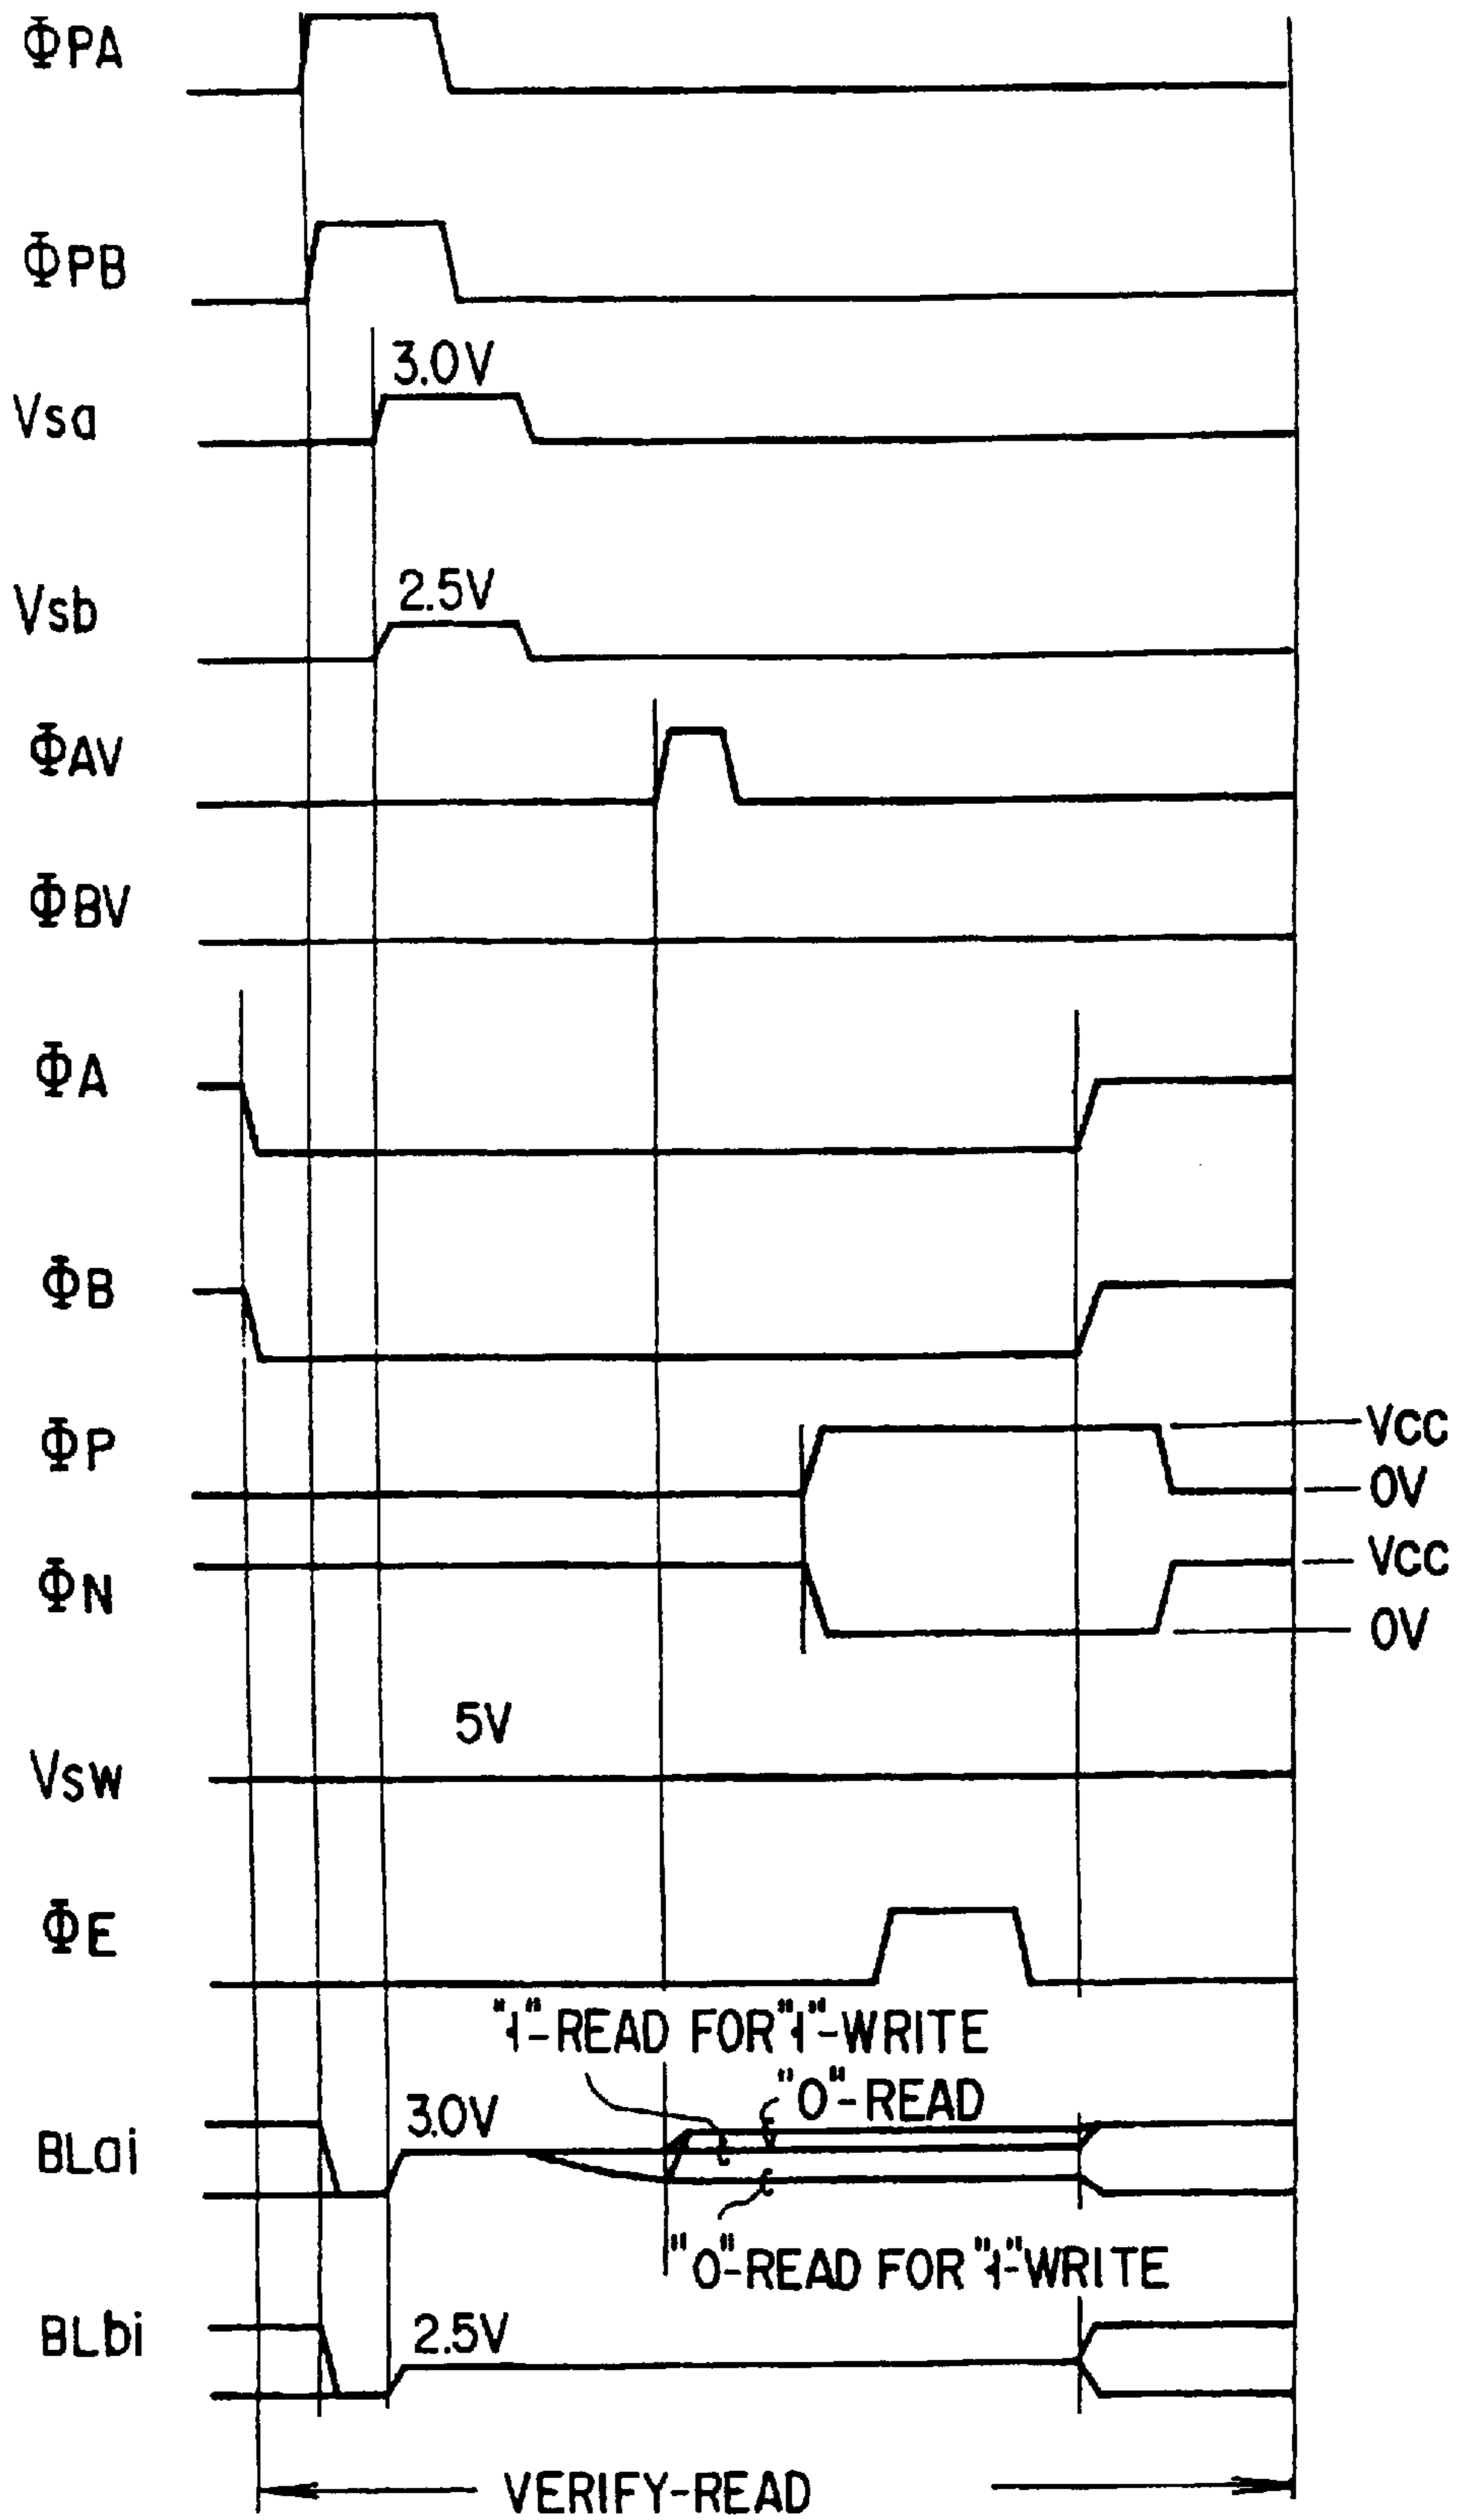 ΦPA
ΦPB
3.0V
Vsa
2.5V
Vsb
ΦAV
ΦBV
ΦA
ΦB
ΦP
VCC
0V
ΦN
VCC
0V
5V
Vsw
ΦE
"1"-READ FOR "1"-WRITE
"0"-READ
3.0V
BLai
"0"-READ FOR "1" WRITE
2.5V
BLbi
VERIFY-READ